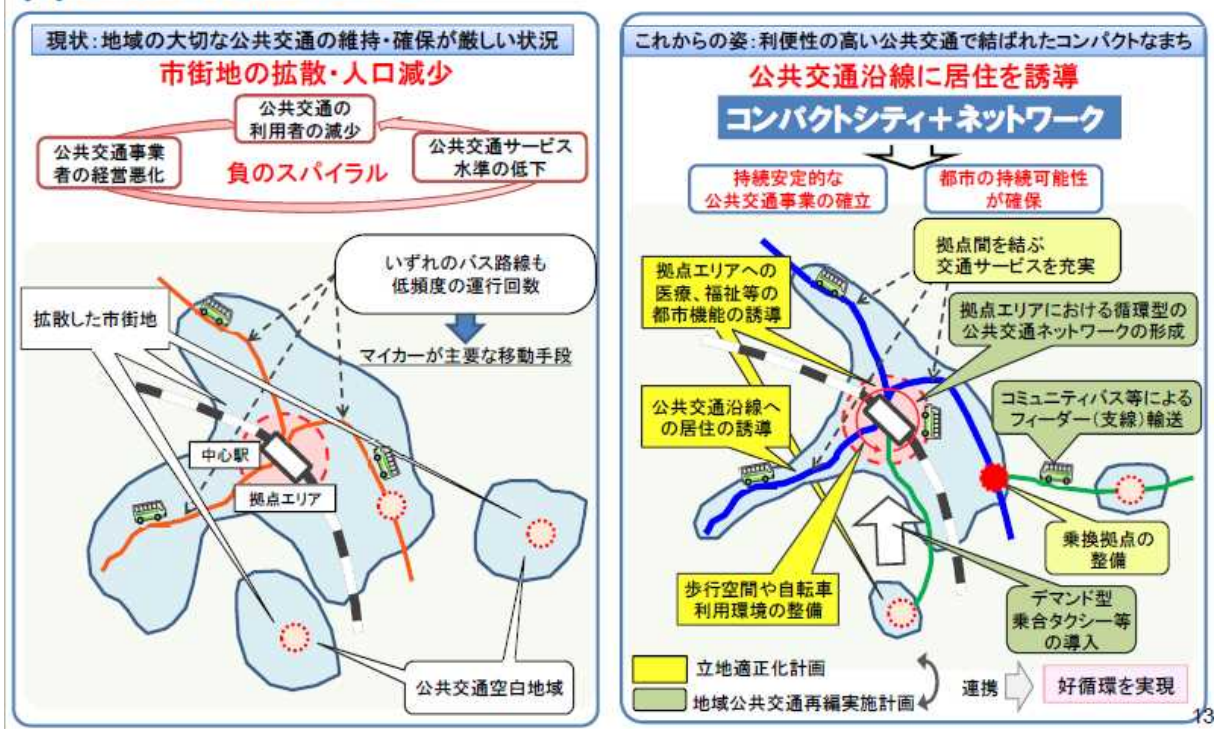 現状：地域の大切な公共交通の維持・確保が厳しい状況
市街地の拡散・人口減少
公共交通の
利用者の減少
公共交通事業
者の経営悪化
負のスパイラル
公共交通サービス
水準の低下
いずれのバス路線も
低頻度の運行回数
拡散した市街地
マイカーが主要な移動手段
中心駅
拠点エリア
公共交通空白地域
これからの姿：利便性の高い公共交通で結ばれたコンパクトなまち
公共交通沿線に居住を誘導
コンパクトシティ＋ネットワーク
持続安定的な
公共交通事業の確立
都市の持続可能性
が確保
拠点間を結ぶ
交通サービスを充実
拠点エリアへの
医療、福祉等の
都市機能の誘導
拠点エリアにおける循環型の
公共交通ネットワークの形成
公共交通沿線へ
の居住の誘導
コミュニティバス等による
フィーダー（支線）輸送
乗換拠点の
整備
歩行空間や自転車
利用環境の整備
デマンド型
乗合タクシー等
の導入
立地適正化計画
地域公共交通再編実施計画
連携
好循環を実現
13